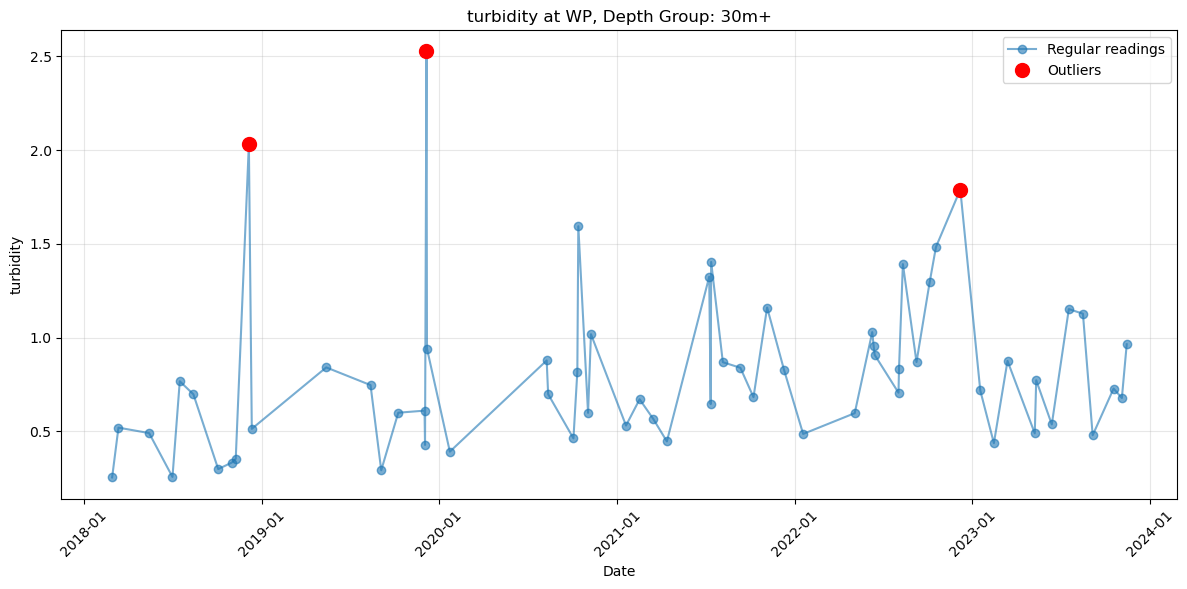 turbidity at WP, Depth Group: 30m+
Regular readings
Outliers
turbidity
2.5
2.0
1.5
1.0
0.5
2018-01
2019-01
2020-01
2021-01
2022-01
2023-01
2024-01
Date